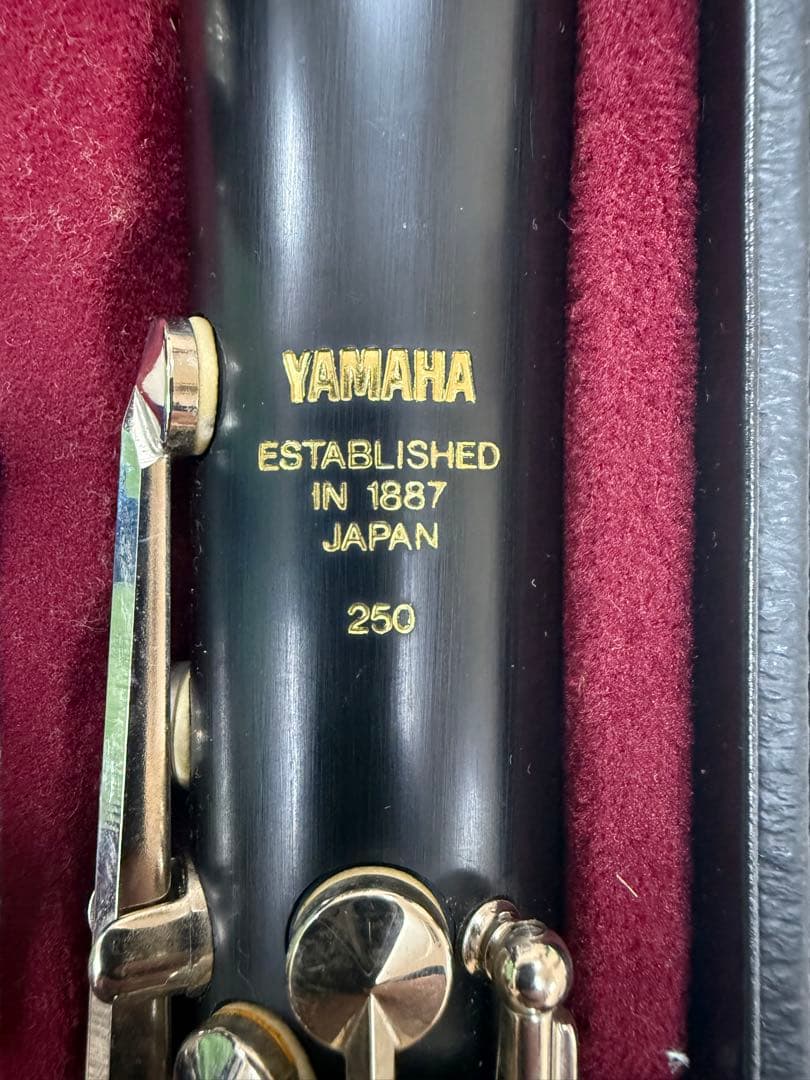 YAMAHA
ESTABLISHED
IN 1887
JAPAN
250